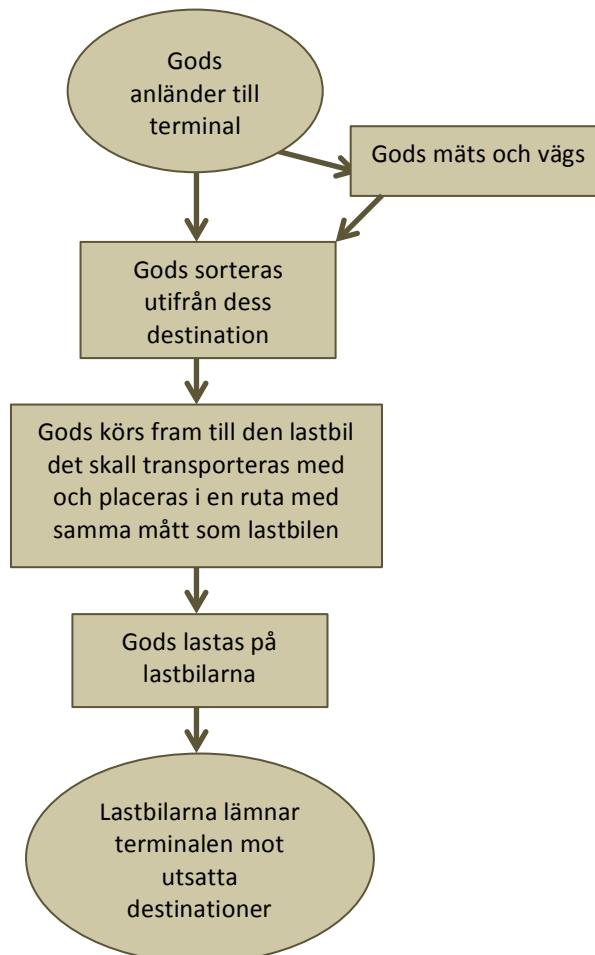 Gods
anländer till
terminal
Gods mäts och vägs
Gods sorteras
utifrån dess
destination
Gods körs fram till den lastbil
det skall transporteras med
och placeras i en ruta med
samma mått som lastbilen
Gods lastas på
lastbilarna
Lastbilarna lämnar
terminalen mot
utsatta
destinationer